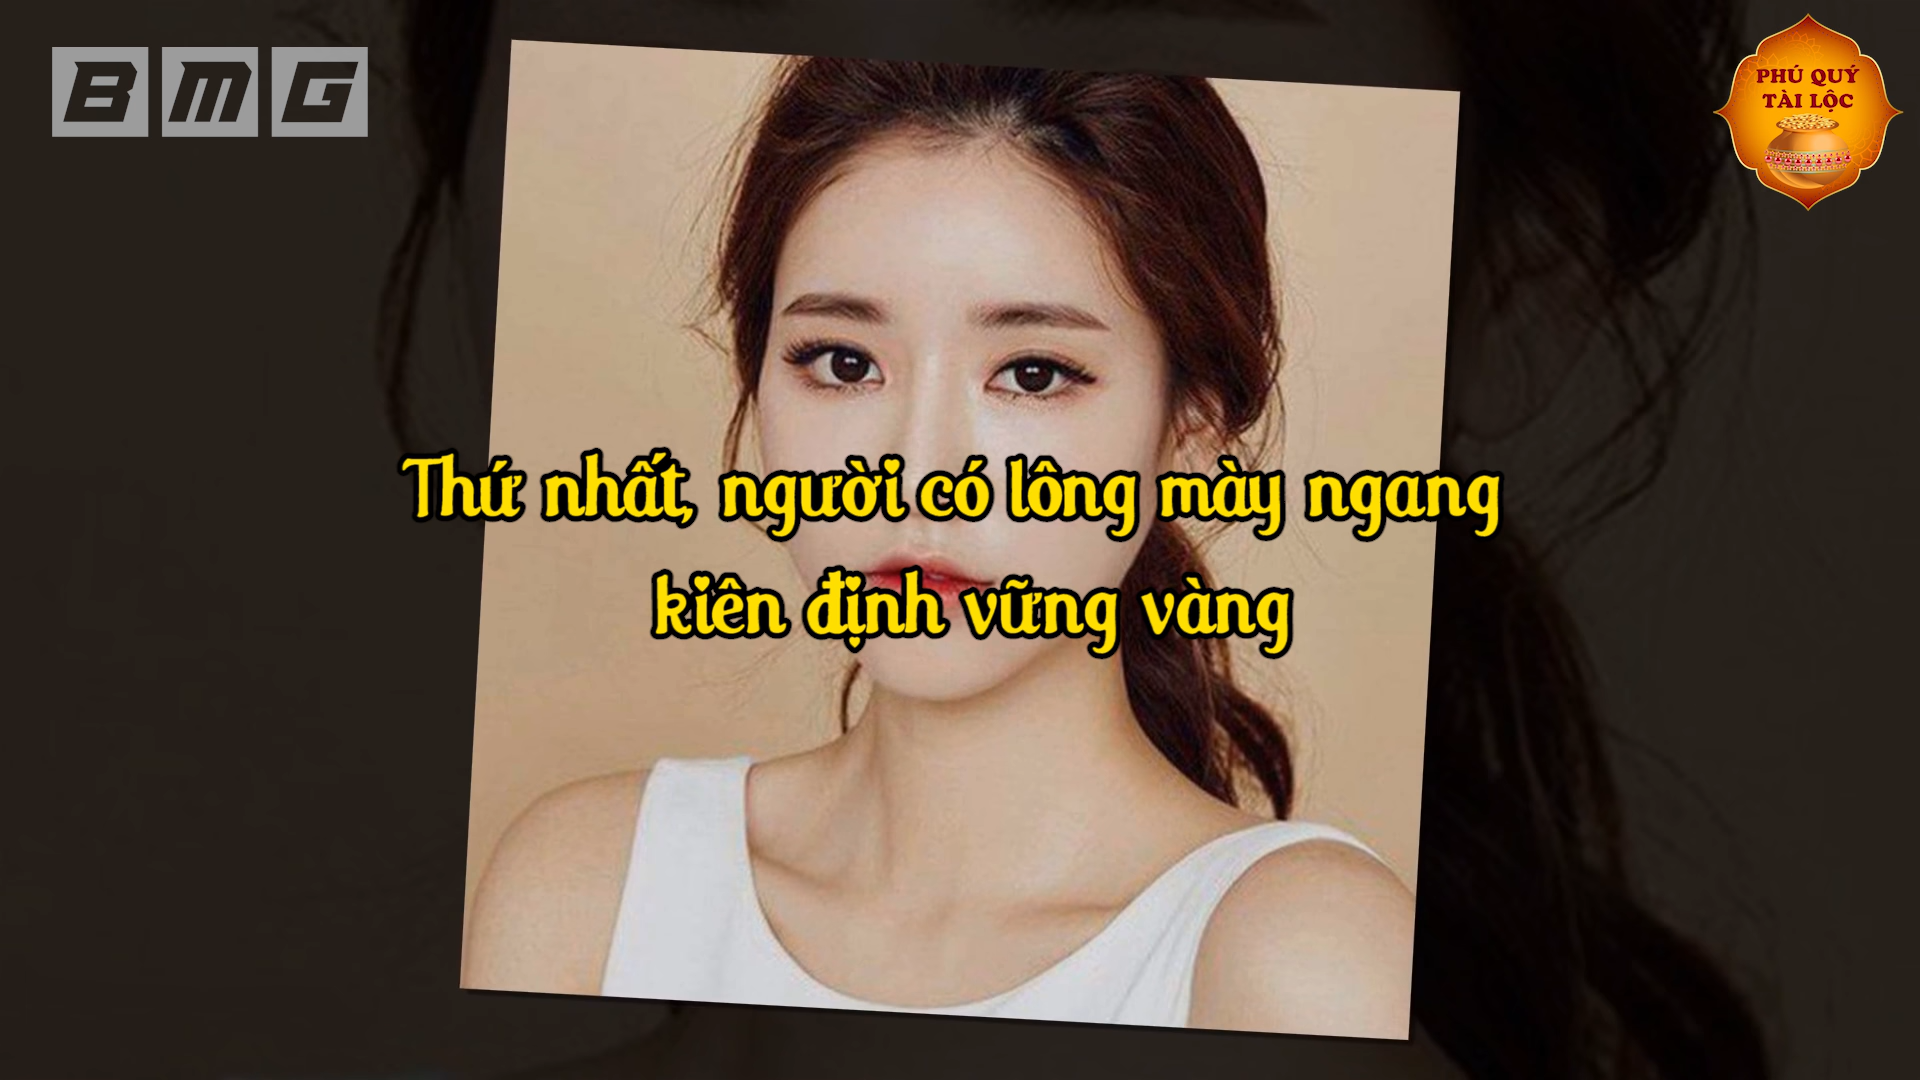 BMG
PHÚ QUÝ
TÀI LỘC
Thứ nhất, người có lông mày ngang
kiên định vững vàng